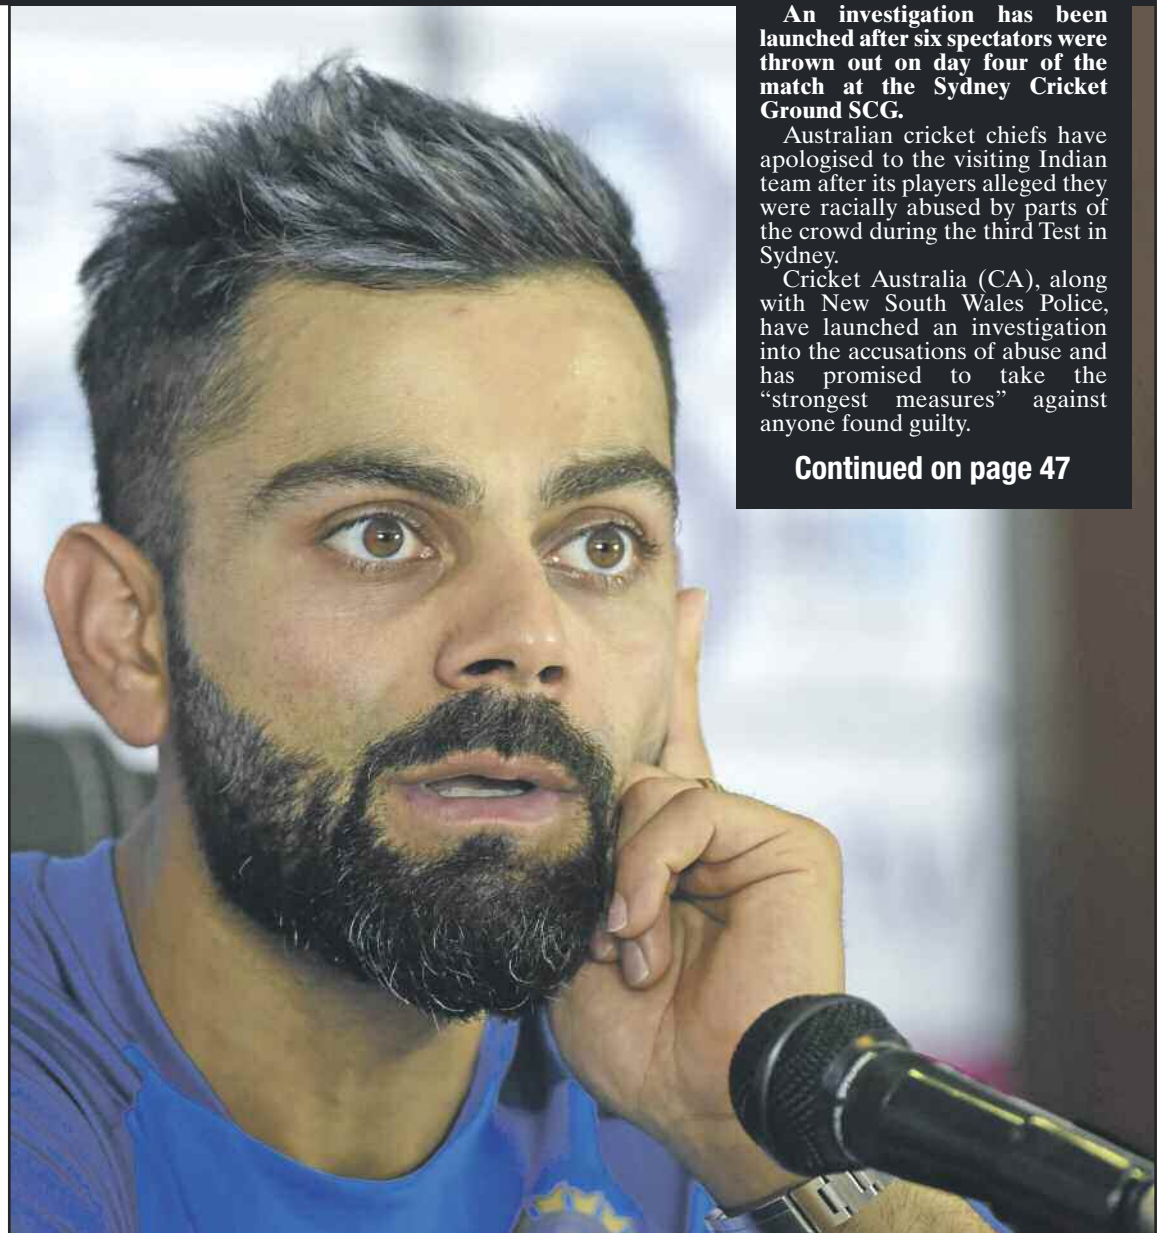 An investigation has been
launched after six spectators were
thrown out on day four of the
match at the Sydney Cricket
Ground SCG.
Australian cricket chiefs have
apologised to the visiting Indian
team after its players alleged they
were racially abused by parts of
the crowd during the third Test in
Sydney.
Cricket Australia (CA), along
with New South Wales Police,
have launched an investigation
into the accusations of abuse and
has promised to take the
“strongest measures” against
anyone found guilty.
Continued on page 47